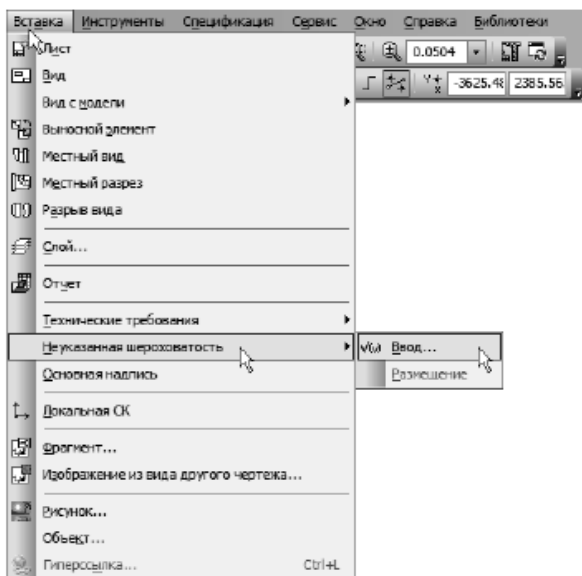 Вставка Инструменты Спецификация Сервис Окно Справка Библиотеки
Лист
0.0504
Вид
-3625.48 2385.56
Вид с модели
Выносной элемент
Местный вид
Местный разрез
Разрыв вида
Слой...
Отчет
Технические требования
Неуказанная шероховатость
Ввод...
Основная надпись
Размещение
Локальная СК
Фрагмент...
Изображение из вида другого чертежа...
Рисунок...
Объект...
Гиперссылка... Ctrl+L